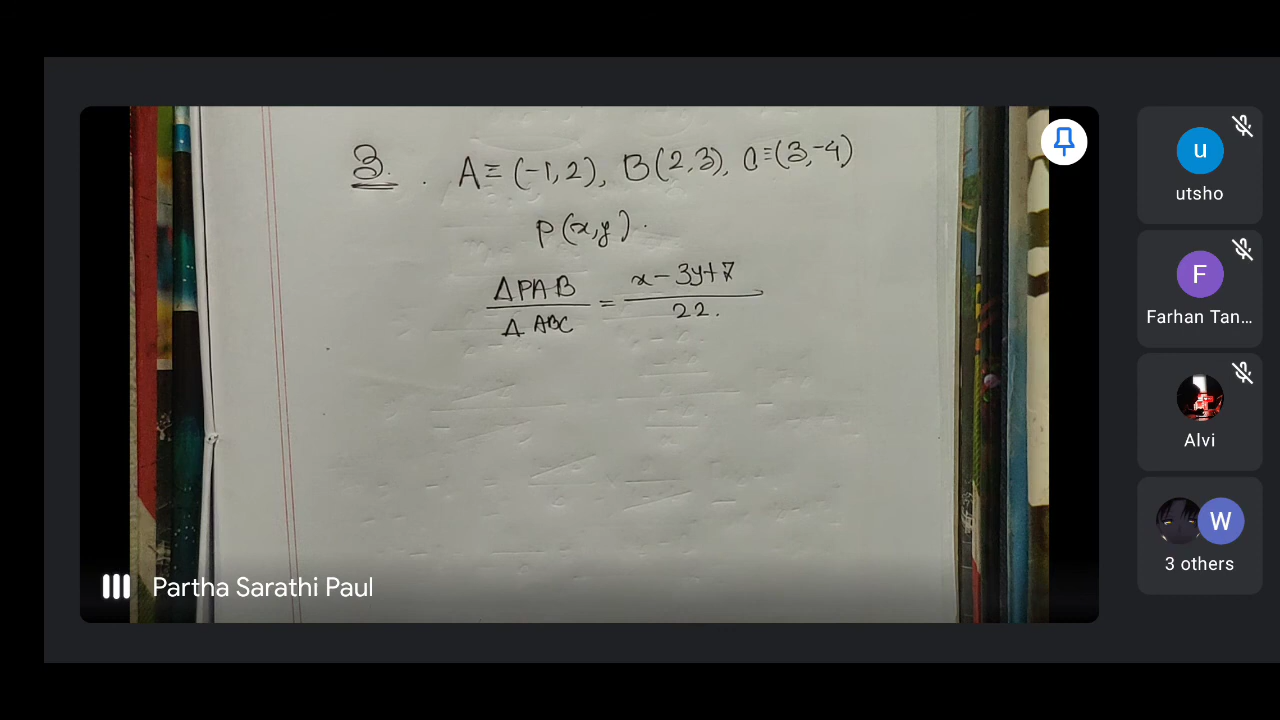 3. A≡(-1,2), B(2,3), C≡(3,-4)
P(x,y).
ΔPAB / ΔABC = x-3y+7 / 22.
Partha Sarathi Paul
u
utsho
F
Farhan Tan...
Alvi
W
3 others